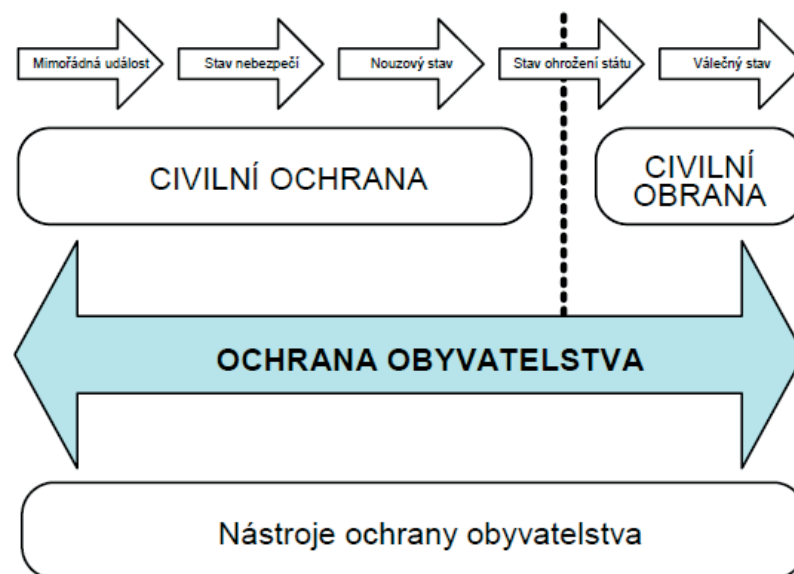 Mimořádná událost
Stav nebezpečí
Nouzový stav
Stav ohrožení státu
Válečný stav
CIVILNÍ OCHRANA
CIVILNÍ
OBRANA
OCHRANA OBYVATELSTVA
Nástroje ochrany obyvatelstva